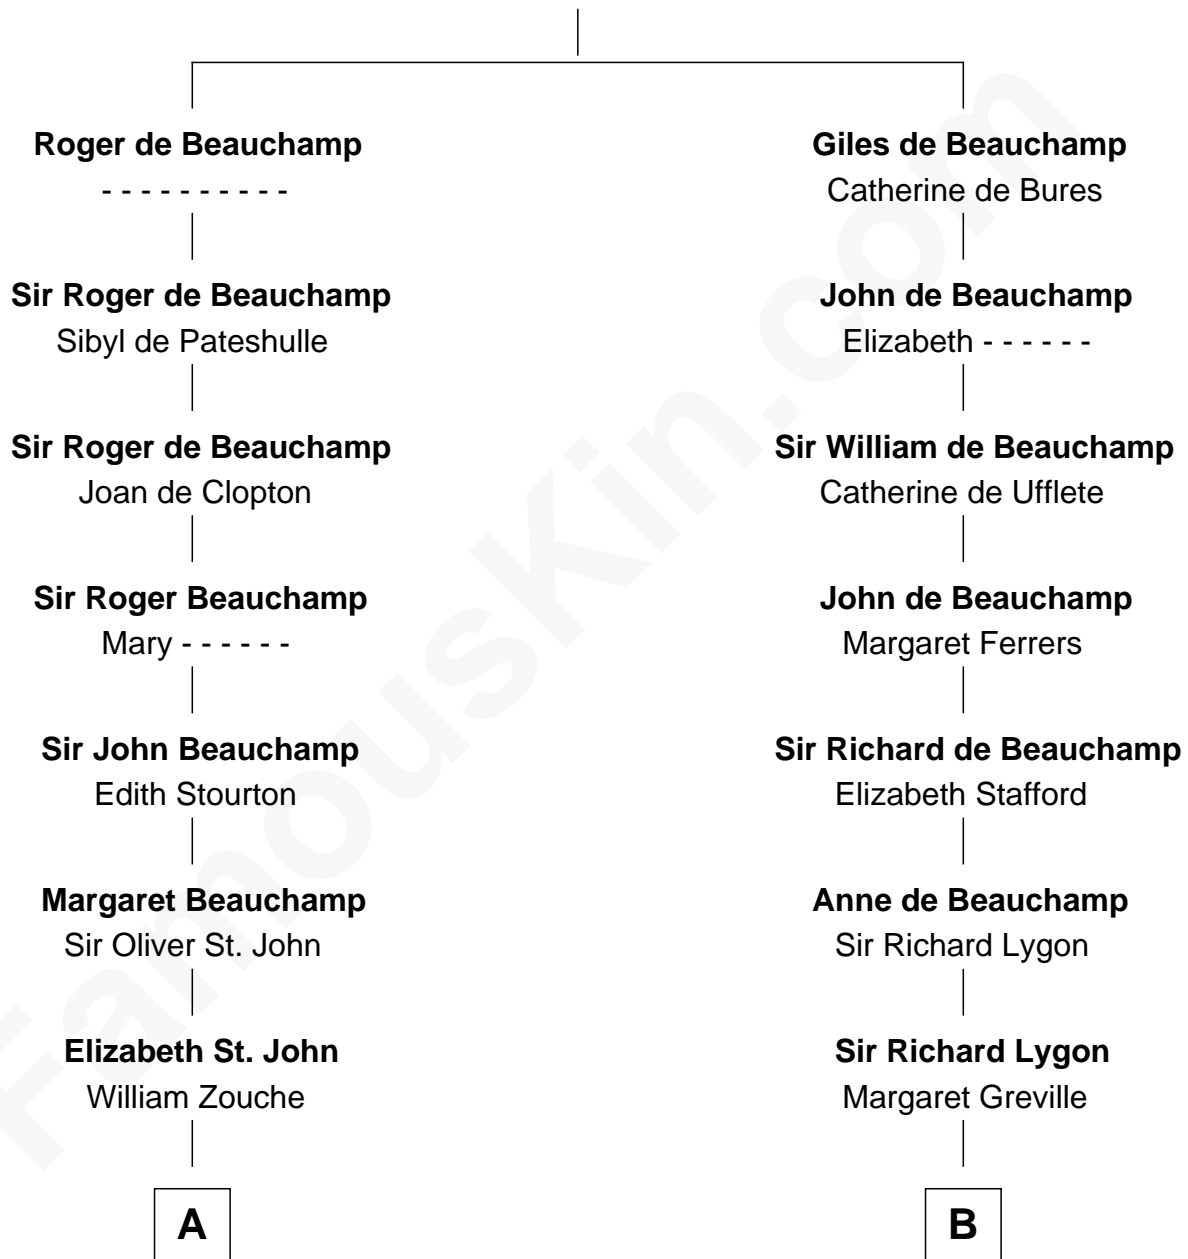 Roger de Beauchamp
- - - - - - - - - -
Sir Roger de Beauchamp
Sibyl de Pateshulle
Sir Roger de Beauchamp
Joan de Clopton
Sir Roger Beauchamp
Mary - - - - - -
Sir John Beauchamp
Edith Stourton
Margaret Beauchamp
Sir Oliver St. John
Elizabeth St. John
William Zouche
A
Giles de Beauchamp
Catherine de Bures
John de Beauchamp
Elizabeth - - - - - -
Sir William de Beauchamp
Catherine de Ufflete
John de Beauchamp
Margaret Ferrers
Sir Richard de Beauchamp
Elizabeth Stafford
Anne de Beauchamp
Sir Richard Lygon
Sir Richard Lygon
Margaret Greville
B
FamousKin.com